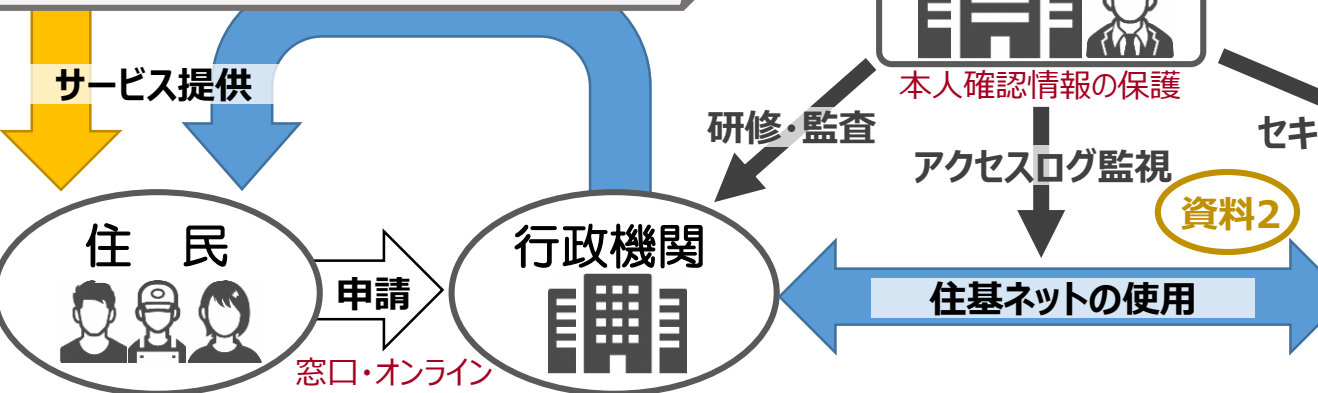 サービス提供
本人確認情報の保護
研修・監査
セキ
アクセスログ監視
資料2
住　民
行政機関
申請
住基ネットの使用
窓口・オンライン